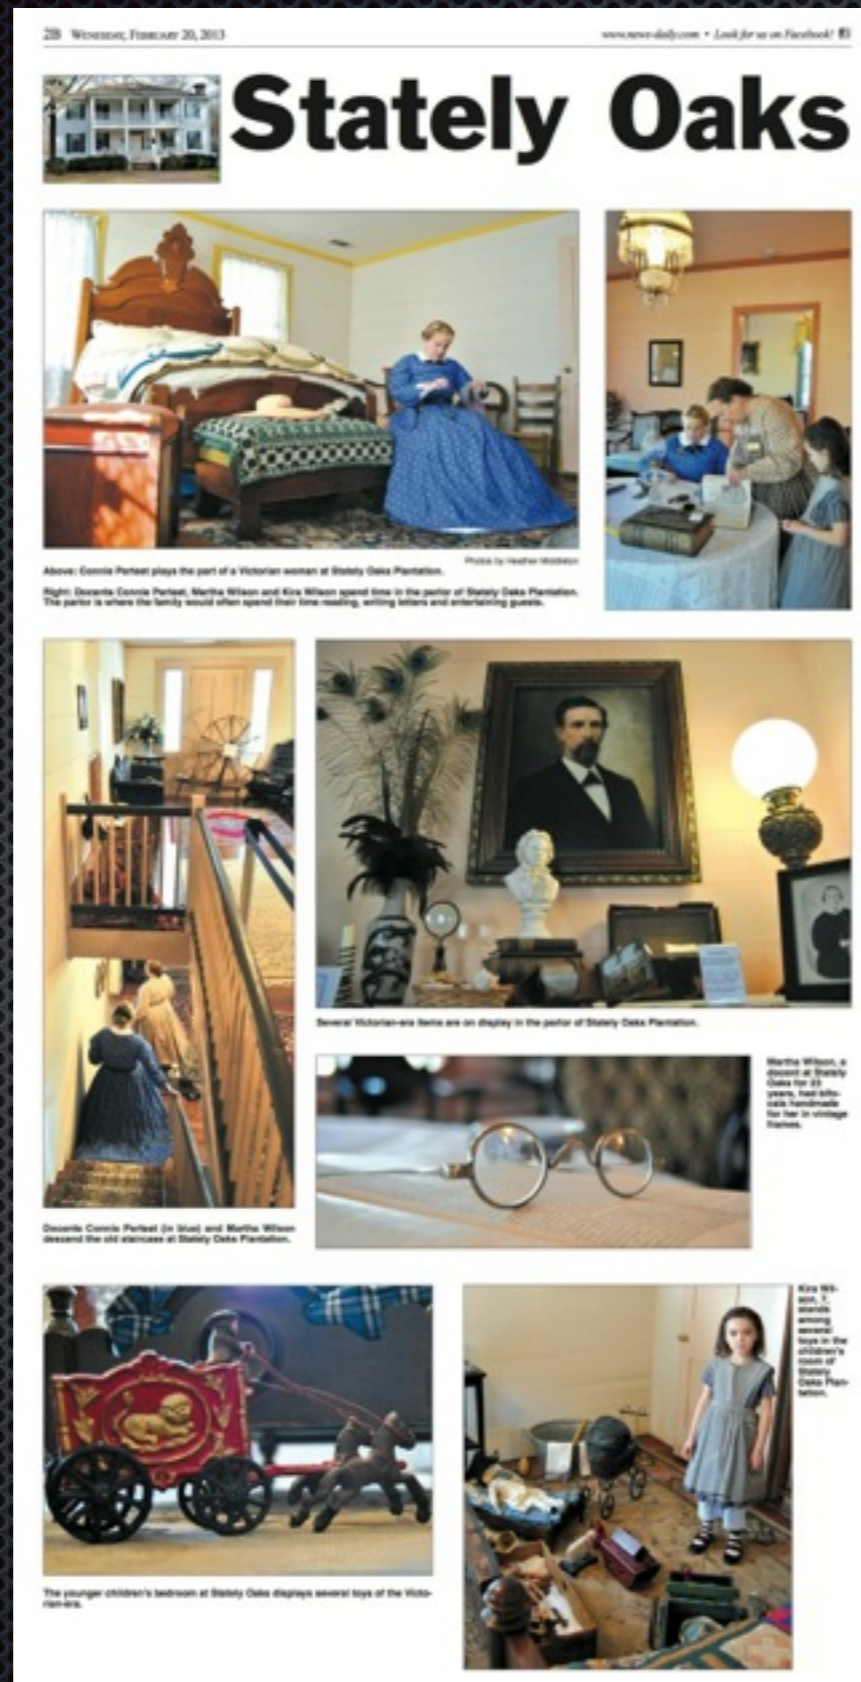 2B WEDNESDAY, FEBRUARY 20, 2013
www.news-daily.com • Look for us on Facebook!
Stately Oaks
Photos by Heather Middleton
Above: Connie Perteet plays the part of a Victorian woman at Stately Oaks Plantation.
Right: Docents Connie Perteet, Martha Wilson and Kira Wilson spend time in the parlor of Stately Oaks Plantation.
The parlor is where the family would often spend their time reading, writing letters and entertaining guests.
Several Victorian-era items are on display in the parlor of Stately Oaks Plantation.
Martha Wilson, a
docent at Stately
Oaks for 23
years, had bifo-
cals handmade
for her in vintage
frames.
Docents Connie Perteet (in blue) and Martha Wilson
descend the old staircase at Stately Oaks Plantation.
Kira Wil-
son, 7,
stands
among
several
toys in the
children's
room of
Stately
Oaks Plan-
tation.
The younger children's bedroom at Stately Oaks displays several toys of the Victo-
rian-era.